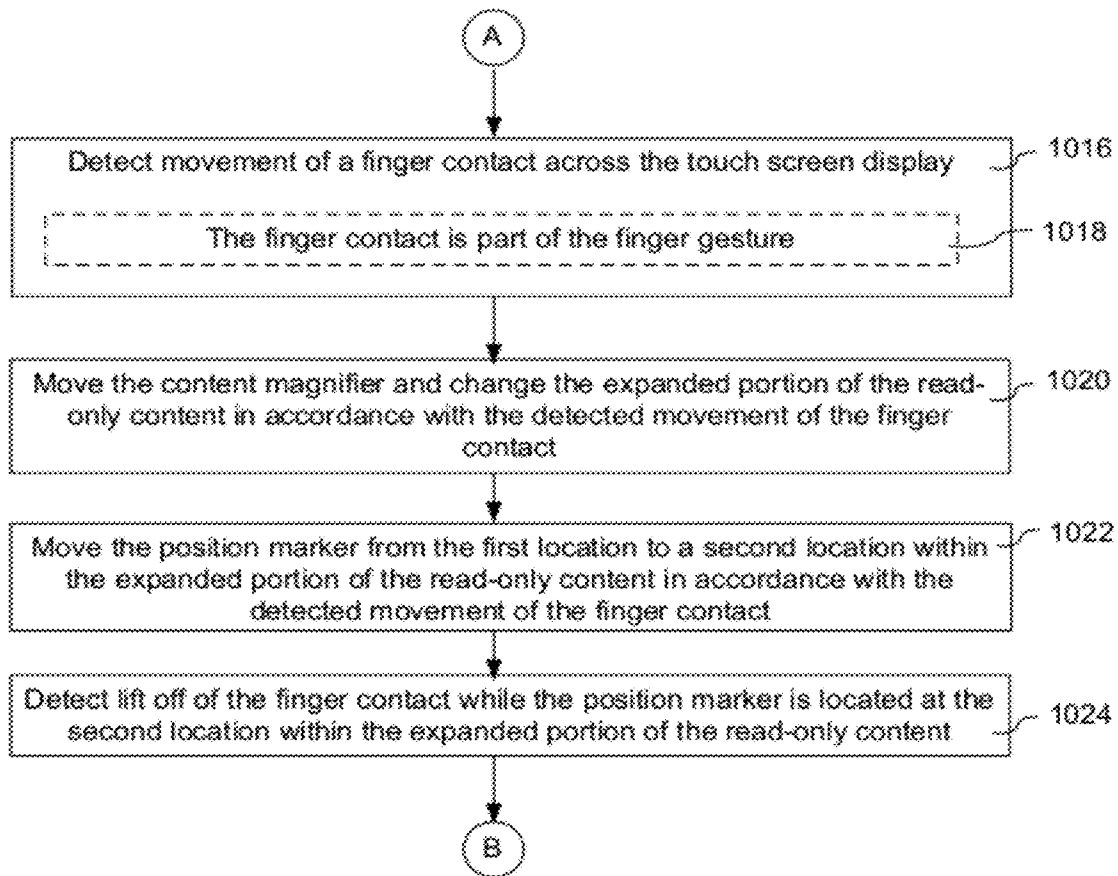 A
Detect movement of a finger contact across the touch screen display
1016
The finger contact is part of the finger gesture
1018
Move the content magnifier and change the expanded portion of the read-
only content in accordance with the detected movement of the finger
contact
1020
Move the position marker from the first location to a second location within
the expanded portion of the read-only content in accordance with the
detected movement of the finger contact
1022
Detect lift off of the finger contact while the position marker is located at the
second location within the expanded portion of the read-only content
1024
B